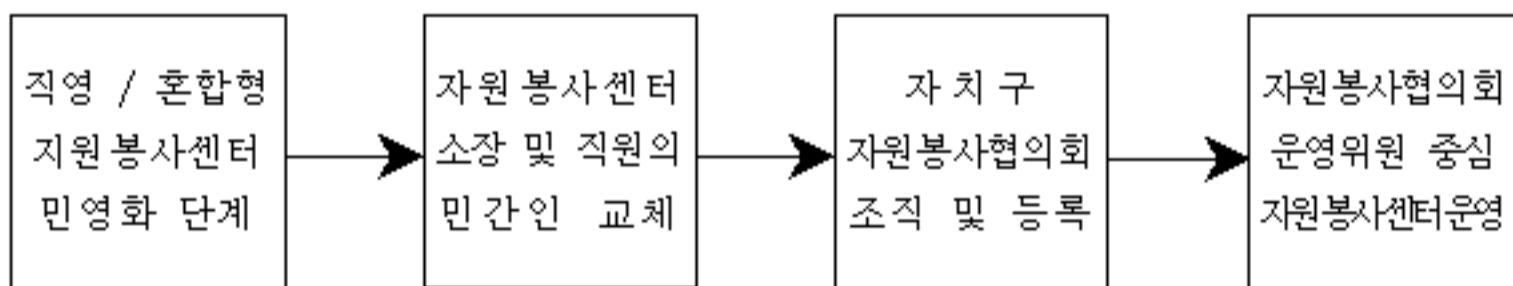 직영 / 혼합형
지원봉사센터
민영화 단계
자원봉사센터
소장 및 직원의
민간인 교체
자치구
자원봉사협의회
조직 및 등록
자원봉사협의회
운영위원 중심
자원봉사센터운영